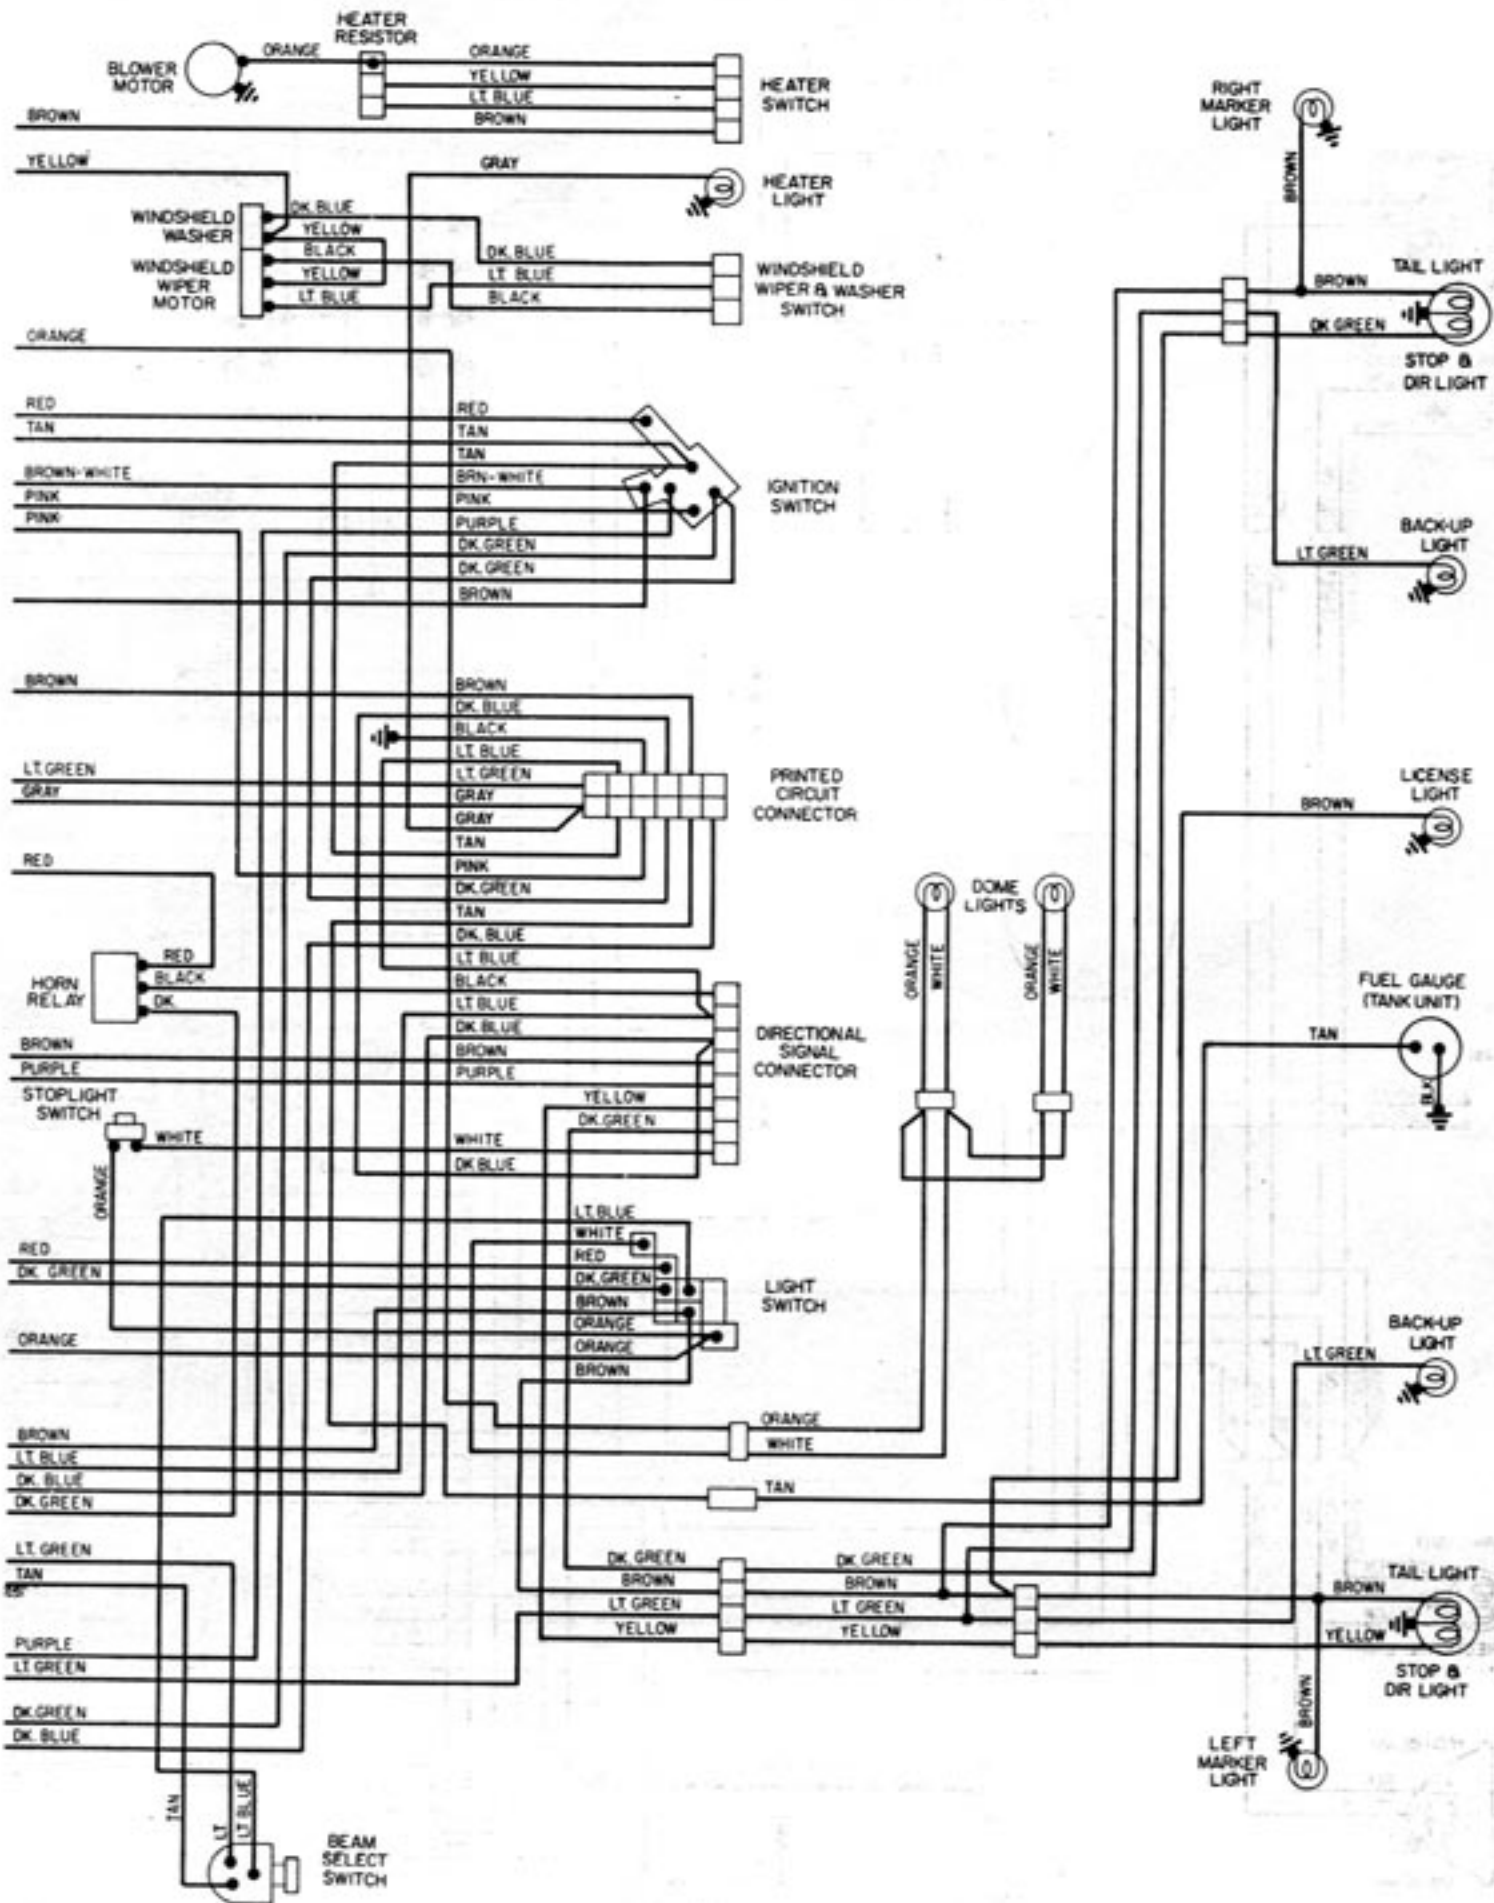 HEATER
RESISTOR
BLOWER
MOTOR
ORANGE
ORANGE
YELLOW
LT. BLUE
BROWN
BROWN
HEATER
SWITCH
RIGHT
MARKER
LIGHT
BROWN
YELLOW
GRAY
HEATER
LIGHT
WINDSHIELD
WASHER
WINDSHIELD
WIPER
MOTOR
DK. BLUE
YELLOW
BLACK
YELLOW
LT. BLUE
DK. BLUE
LT. BLUE
BLACK
WINDSHIELD
WIPER & WASHER
SWITCH
TAIL LIGHT
BROWN
DK GREEN
STOP &
DIR LIGHT
ORANGE
RED
TAN
BROWN-WHITE
PINK
PINK
RED
TAN
TAN
BRN-WHITE
PINK
PURPLE
DK. GREEN
DK. GREEN
BROWN
IGNITION
SWITCH
BACK-UP
LIGHT
LT. GREEN
BROWN
LT. GREEN
GRAY
RED
BROWN
DK. BLUE
BLACK
LT. BLUE
LT. GREEN
GRAY
GRAY
TAN
PINK
DK. GREEN
TAN
DK. BLUE
LT. BLUE
BLACK
LT BLUE
DK. BLUE
BROWN
PURPLE
PRINTED
CIRCUIT
CONNECTOR
LICENSE
LIGHT
BROWN
DOME
LIGHTS
ORANGE
WHITE
ORANGE
WHITE
HORN
RELAY
RED
BLACK
DK.
FUEL GAUGE
(TANK UNIT)
TAN
BLK
DIRECTIONAL
SIGNAL
CONNECTOR
BROWN
PURPLE
STOPLIGHT
SWITCH
WHITE
ORANGE
YELLOW
DK. GREEN
WHITE
DK BLUE
LT. BLUE
WHITE
RED
DK. GREEN
BROWN
ORANGE
ORANGE
BROWN
LIGHT
SWITCH
RED
DK. GREEN
ORANGE
BACK-UP
LIGHT
LT. GREEN
ORANGE
WHITE
TAN
BROWN
LT. BLUE
DK. BLUE
DK. GREEN
LT. GREEN
TAN
PURPLE
LT. GREEN
DK. GREEN
DK. BLUE
DK. GREEN
BROWN
LT. GREEN
YELLOW
DK. GREEN
BROWN
LT. GREEN
YELLOW
TAIL LIGHT
BROWN
YELLOW
STOP &
DIR LIGHT
BROWN
LEFT
MARKER
LIGHT
TAN
LT
LT. BLUE
BEAM
SELECT
SWITCH